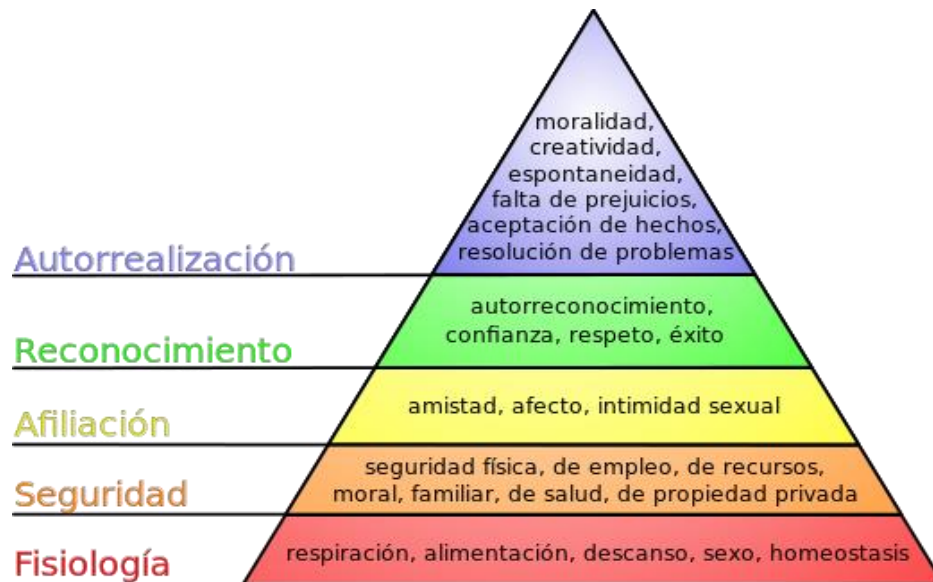 moralidad,
creatividad,
espontaneidad,
falta de prejuicios,
aceptación de hechos,
resolución de problemas
Autorrealización
autorreconocimiento,
confianza, respeto, éxito
Reconocimiento
amistad, afecto, intimidad sexual
Afiliación
seguridad física, de empleo, de recursos,
moral, familiar, de salud, de propiedad privada
Seguridad
respiración, alimentación, descanso, sexo, homeostasis
Fisiología